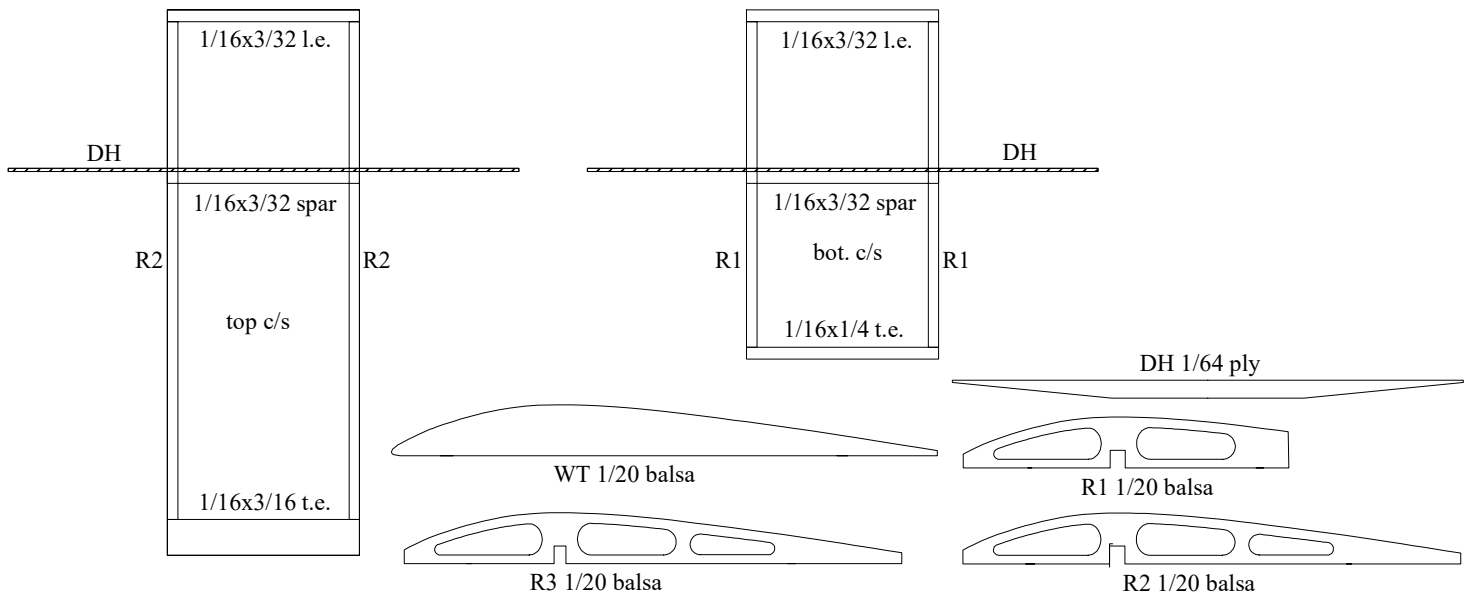 1/16x3/32 l.e.
DH
1/16x3/32 spar
R2
R2
top c/s
1/16x3/16 t.e.
1/16x3/32 l.e.
DH
1/16x3/32 spar
R1
bot. c/s
R1
1/16x1/4 t.e.
DH 1/64 ply
WT 1/20 balsa
R1 1/20 balsa
R3 1/20 balsa
R2 1/20 balsa